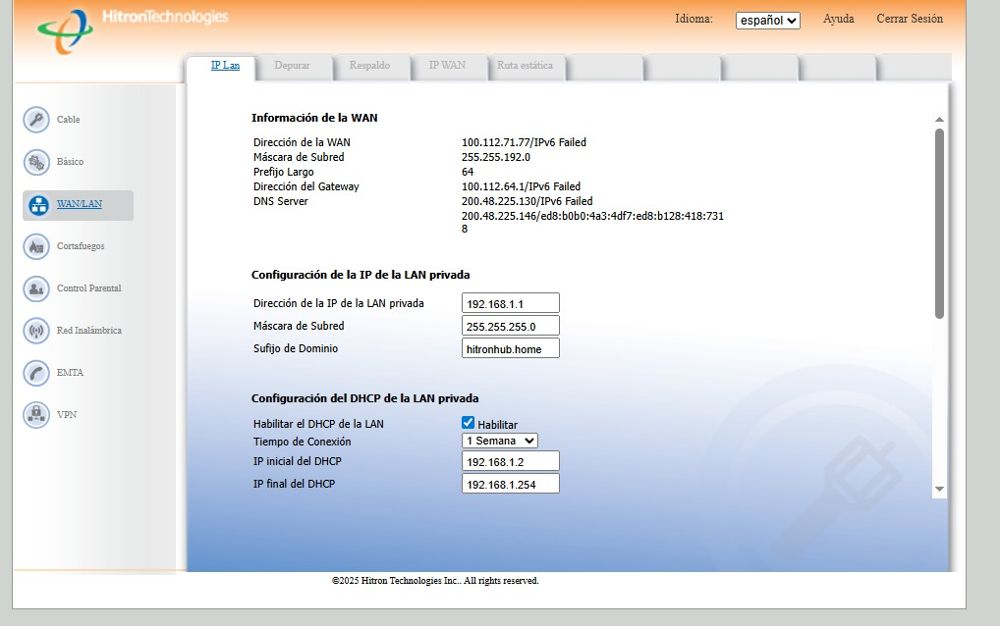 HitronTechnologies
Idioma: español Ayuda Cerrar Sesión
IP Lan Depurar Respaldo IP WAN Ruta estática
Cable
Básico
WAN/LAN
Cortafuegos
Control Parental
Red Inalámbrica
EMTA
VPN
Información de la WAN
Dirección de la WAN 100.112.71.77/IPv6 Failed
Máscara de Subred 255.255.192.0
Prefijo Largo 64
Dirección del Gateway 100.112.64.1/IPv6 Failed
DNS Server 200.48.225.130/IPv6 Failed
200.48.225.146/ed8:b0b0:4a3:4df7:ed8:b128:418:731
8
Configuración de la IP de la LAN privada
Dirección de la IP de la LAN privada 192.168.1.1
Máscara de Subred 255.255.255.0
Sufijo de Dominio hitronhub.home
Configuración del DHCP de la LAN privada
Habilitar el DHCP de la LAN Habilitar
Tiempo de Conexión 1 Semana
IP inicial del DHCP 192.168.1.2
IP final del DHCP 192.168.1.254
©2025 Hitron Technologies Inc.. All rights reserved.